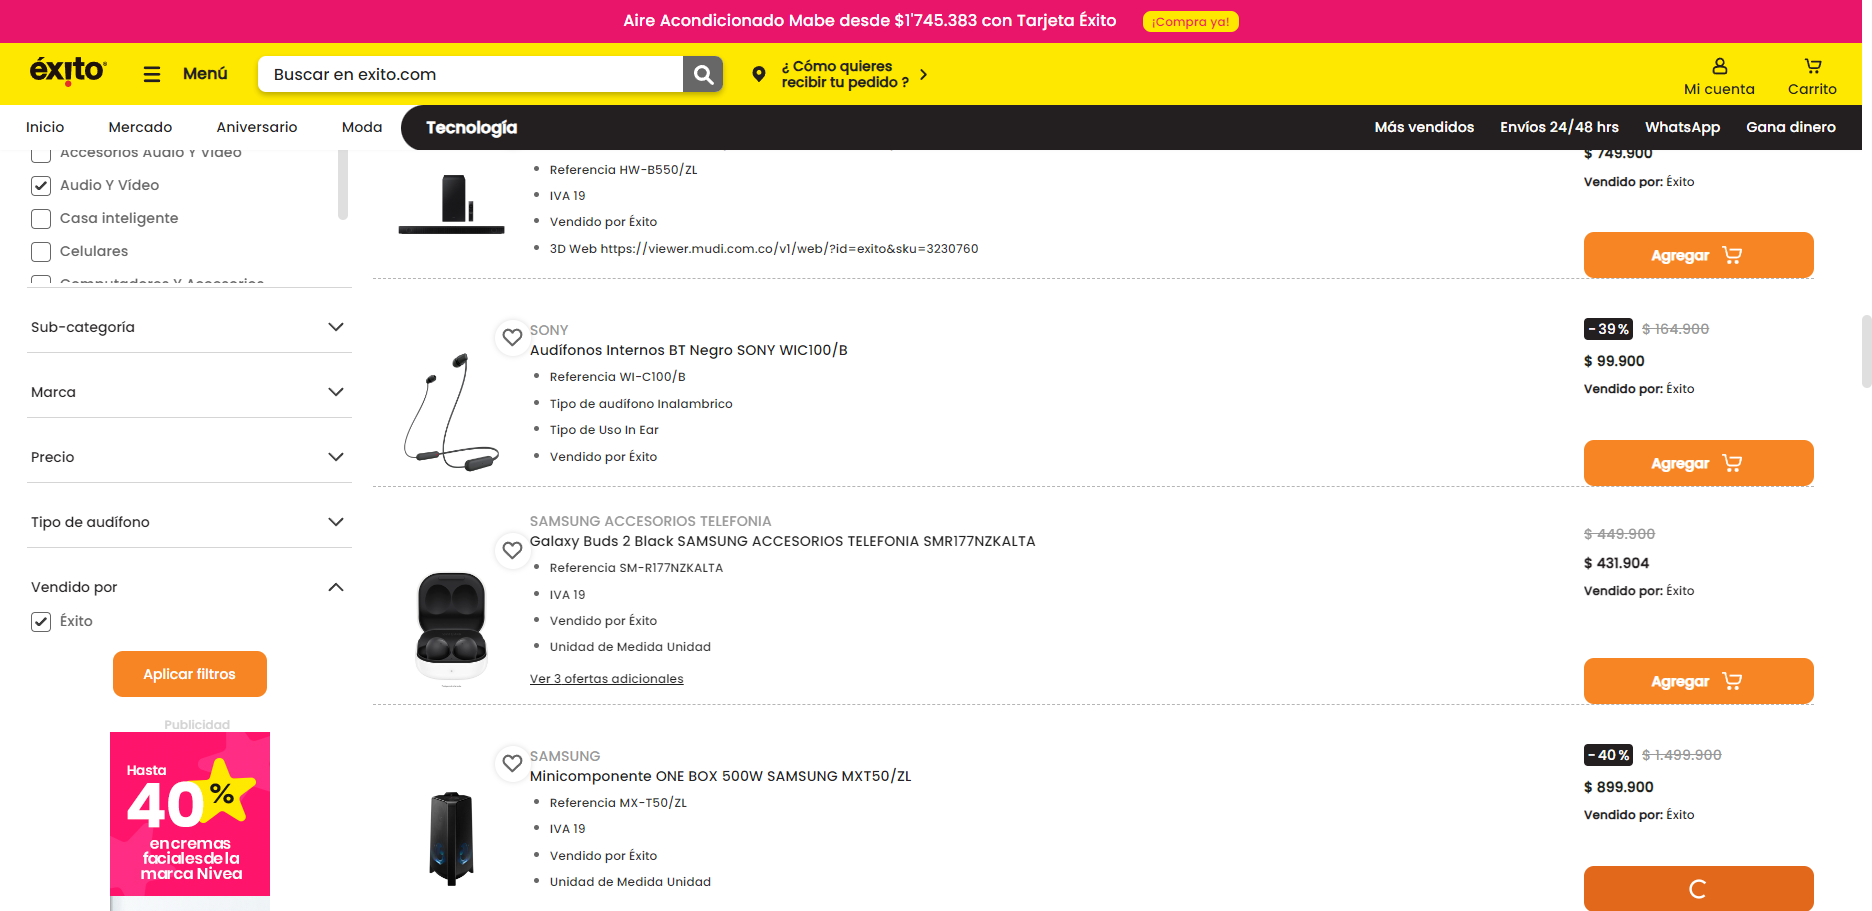 Aire Acondicionado Mabe desde $1'745.383 con Tarjeta Éxito ¡Compra ya!
éxito
Menú
Buscar en exito.com
¿ Cómo quieres
recibir tu pedido ?
Mi cuenta
Carrito
Inicio Mercado Aniversario Moda Tecnología Más vendidos Envíos 24/48 hrs WhatsApp Gana dinero
Accesorios Audio Y Video
Audio Y Vídeo
Casa inteligente
Celulares
Computadores Y Accesorios
Sub-categoría
Marca
Precio
Tipo de audífono
Vendido por
Éxito
Aplicar filtros
Publicidad
Hasta
40%
en cremas
faciales de la
marca Nivea
Referencia HW-B550/ZL
IVA 19
Vendido por Éxito
3D Web https://viewer.mudi.com.co/v1/web/?id=exito&sku=3230760
$ 749.900
Vendido por: Éxito
Agregar
SONY
Audífonos Internos BT Negro SONY WIC100/B
Referencia WI-C100/B
Tipo de audífono Inalambrico
Tipo de Uso In Ear
Vendido por Éxito
-39% $ 164.900
$ 99.900
Vendido por: Éxito
Agregar
SAMSUNG ACCESORIOS TELEFONIA
Galaxy Buds 2 Black SAMSUNG ACCESORIOS TELEFONIA SMR177NZKALTA
Referencia SM-R177NZKALTA
IVA 19
Vendido por Éxito
Unidad de Medida Unidad
Ver 3 ofertas adicionales
$ 449.900
$ 431.904
Vendido por: Éxito
Agregar
SAMSUNG
Minicomponente ONE BOX 500W SAMSUNG MXT50/ZL
Referencia MX-T50/ZL
IVA 19
Vendido por Éxito
Unidad de Medida Unidad
-40% $ 1.499.900
$ 899.900
Vendido por: Éxito